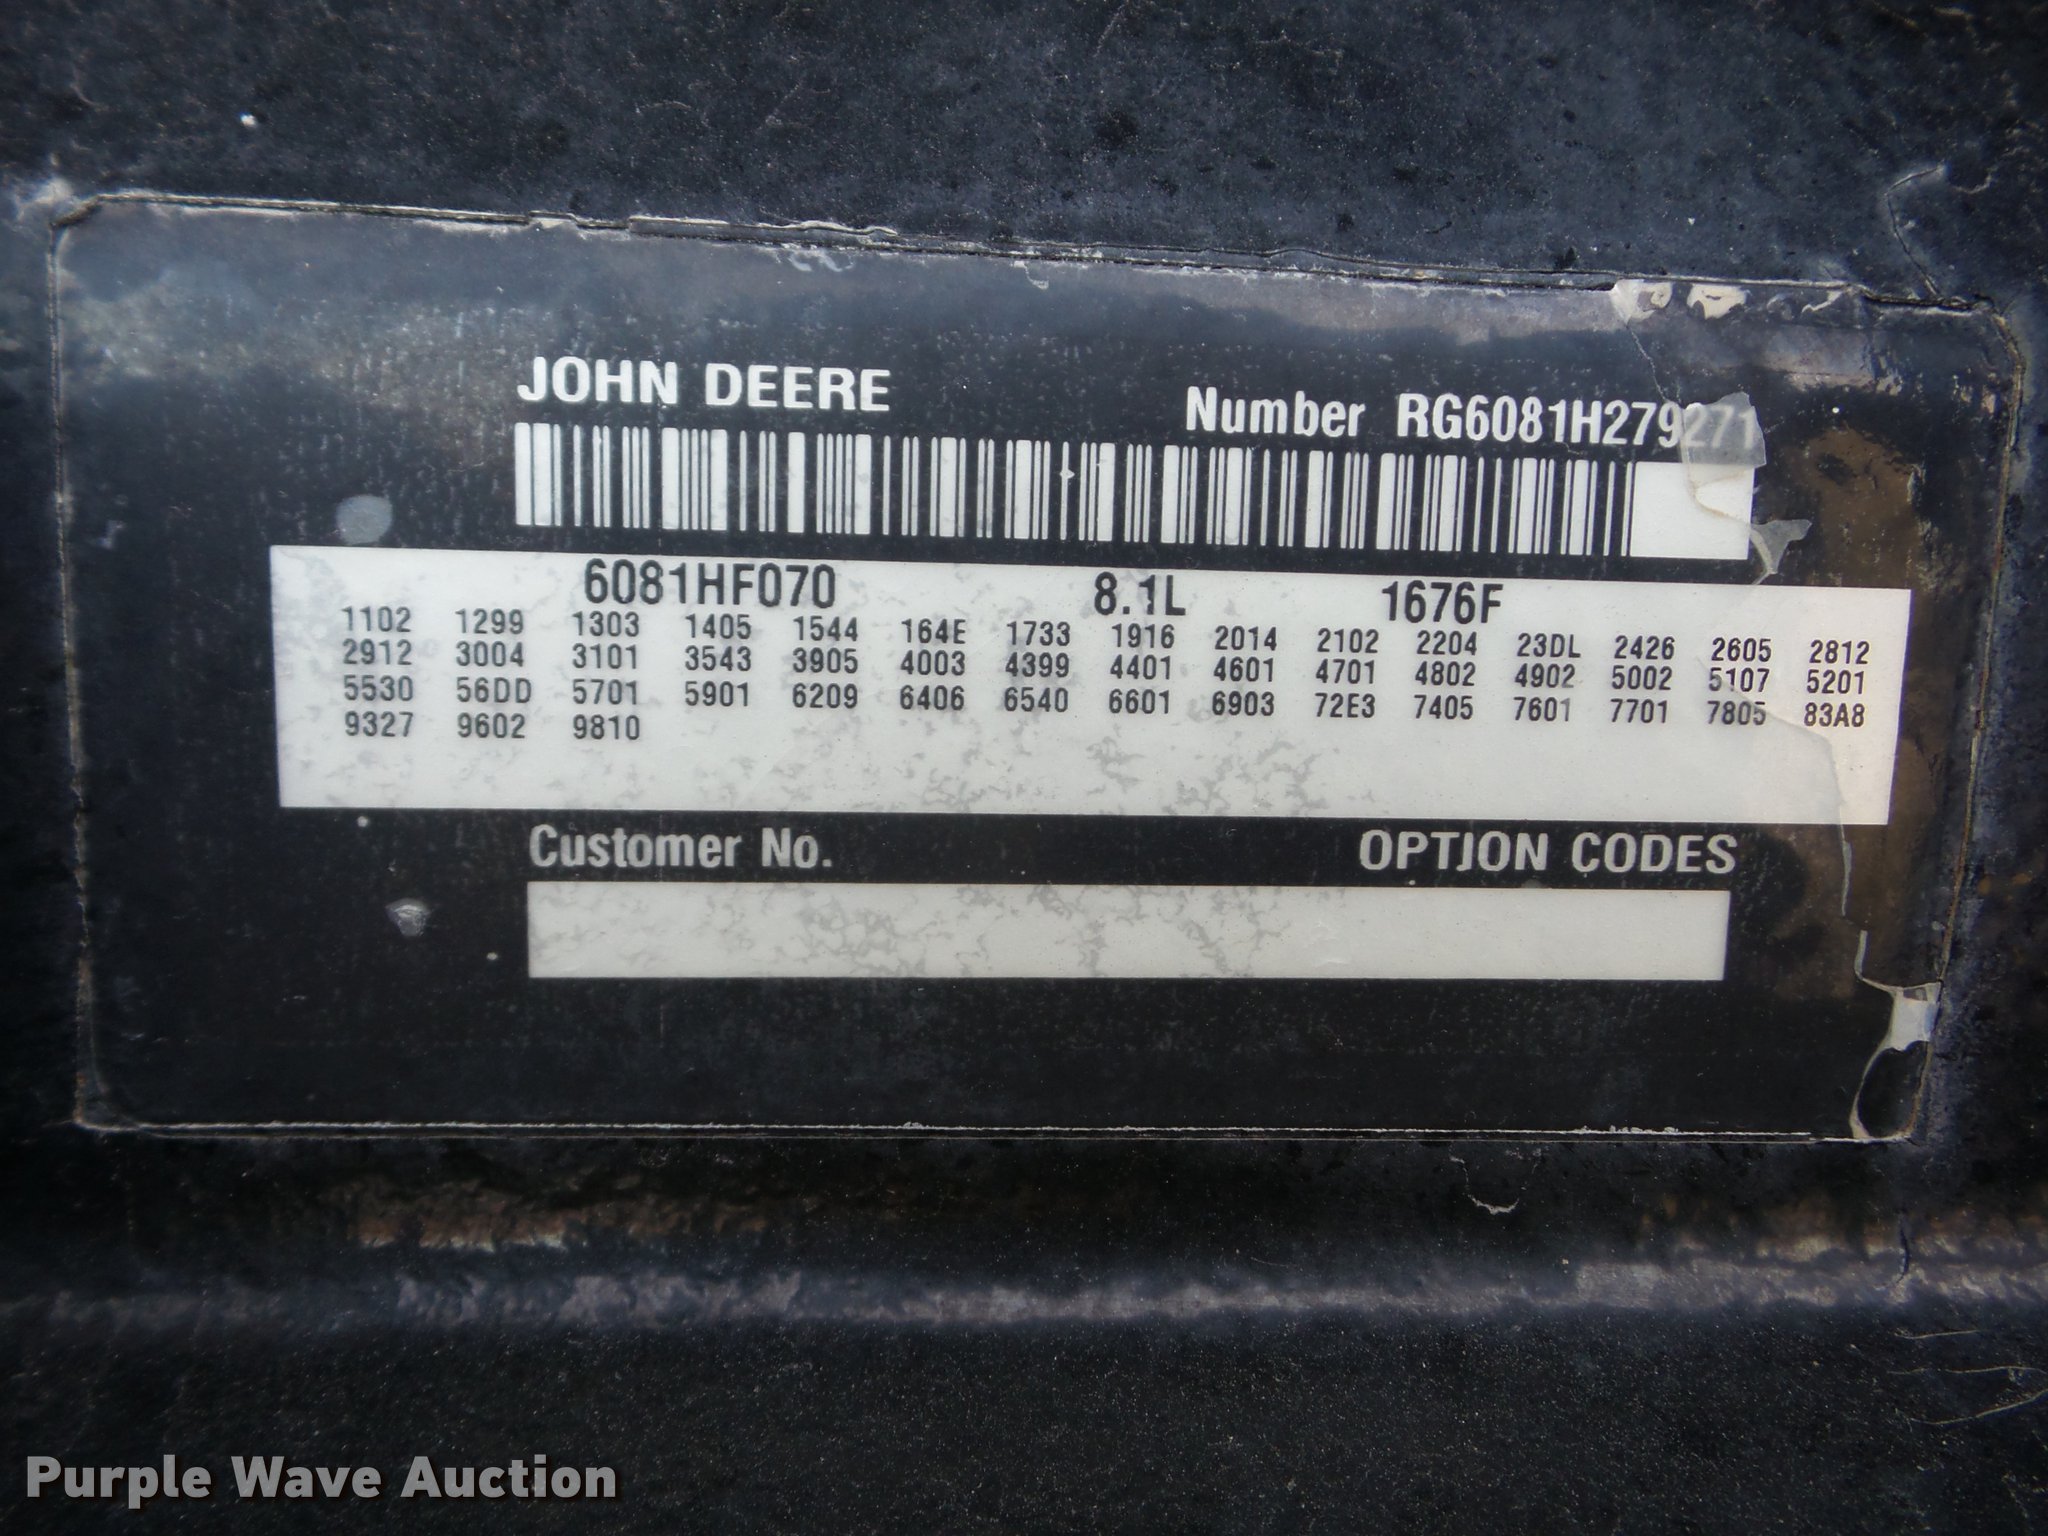 JOHN DEERE
Number RG6081H279271
6081HF070 8.1L 1676F
1102 1299 1303 1405 1544 164E 1733 1916 2014 2102 2204 23DL 2426 2605 2812
2912 3004 3101 3543 3905 4003 4399 4401 4601 4701 4802 4902 5002 5107 5201
5530 56DD 5701 5901 6209 6406 6540 6601 6903 72E3 7405 7601 7701 7805 83A8
9327 9602 9810
Customer No. OPTION CODES
Purple Wave Auction